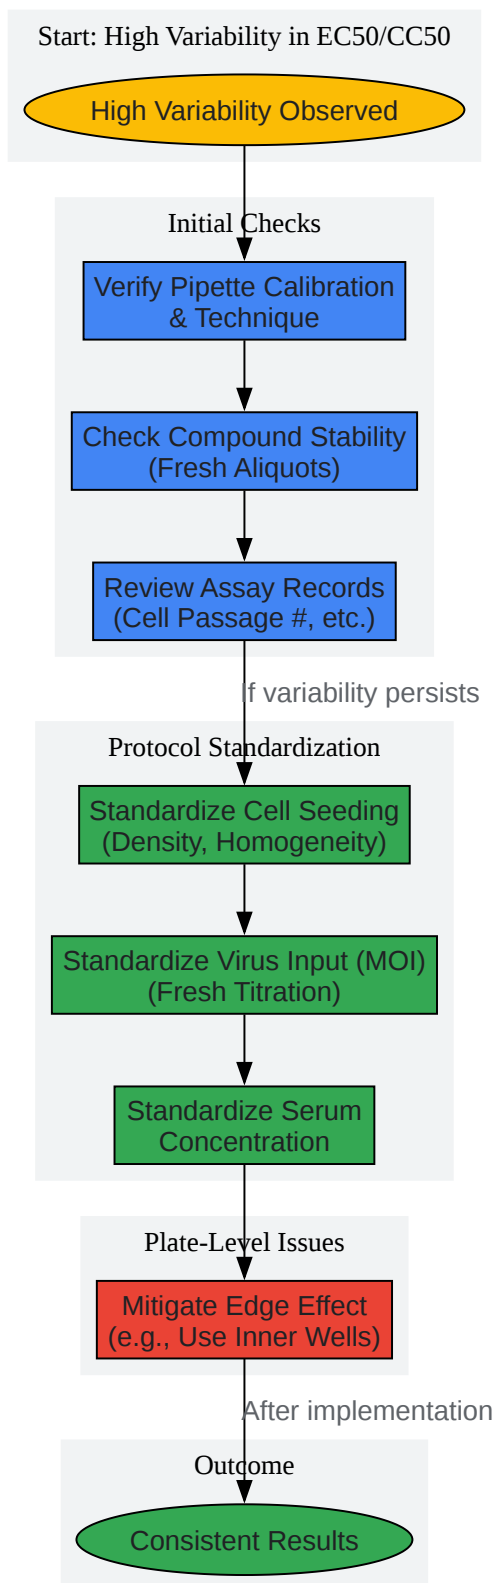 Start: High Variability in EC50/CC50
High Variability Observed
Initial Checks
Verify Pipette Calibration
& Technique
Check Compound Stability
(Fresh Aliquots)
Review Assay Records
(Cell Passage #, etc.)
If variability persists
Protocol Standardization
Standardize Cell Seeding
(Density, Homogeneity)
Standardize Virus Input (MOI)
(Fresh Titration)
Standardize Serum
Concentration
Plate-Level Issues
Mitigate Edge Effect
(e.g., Use Inner Wells)
After implementation
Outcome
Consistent Results